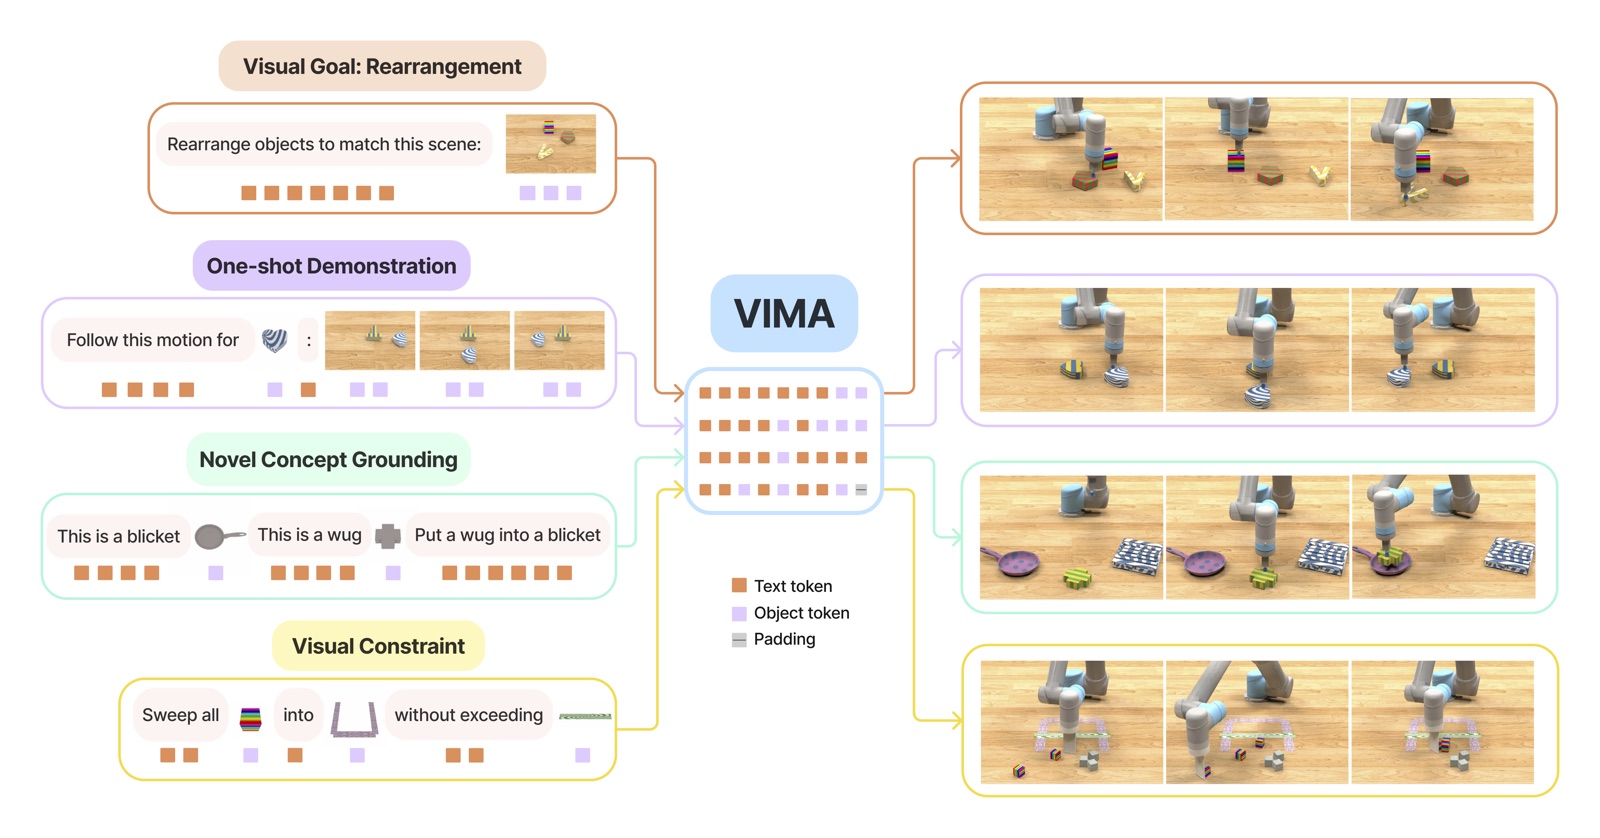 Visual Goal: Rearrangement
Rearrange objects to match this scene:
One-shot Demonstration
Follow this motion for :
Novel Concept Grounding
This is a blicket This is a wug Put a wug into a blicket
Visual Constraint
Sweep all into without exceeding
VIMA
Text token
Object token
Padding